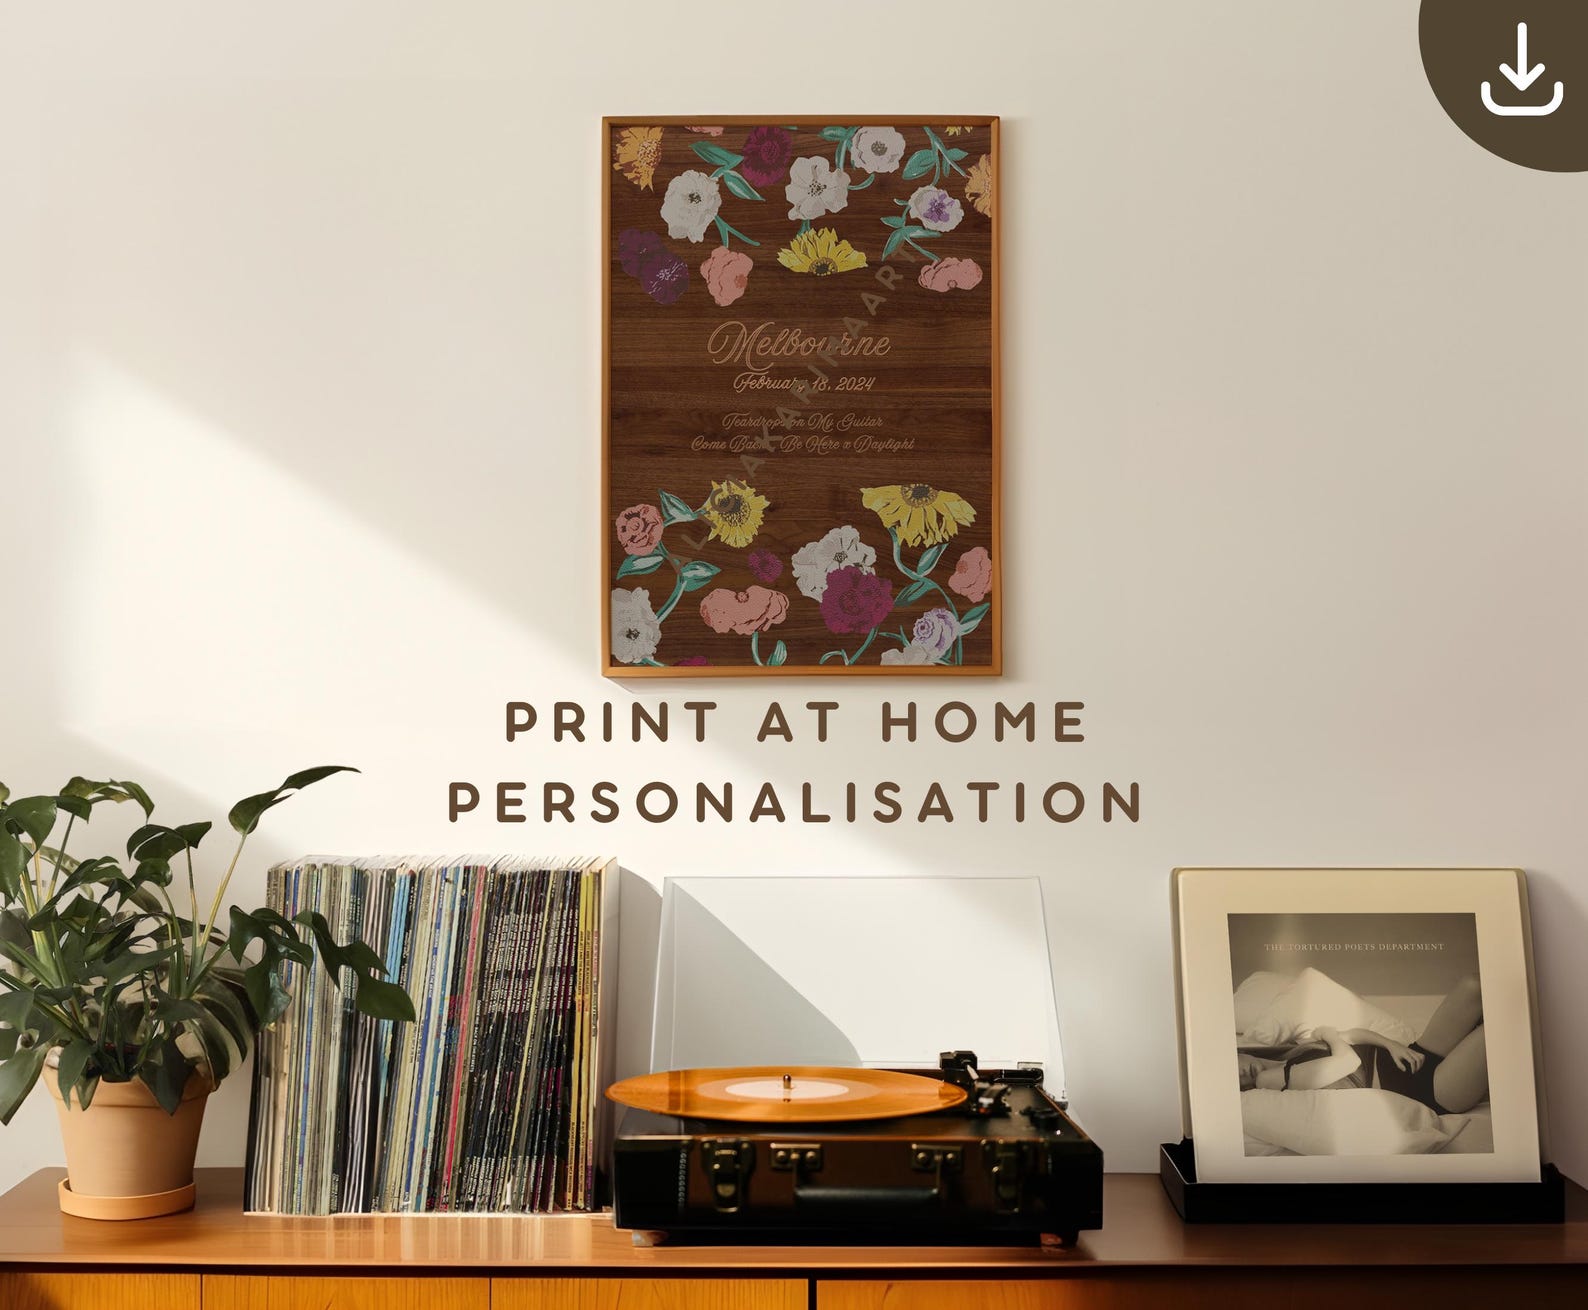 Melbourne
February 18, 2024
Teardrops on My Guitar
Come Back... Be Here x Daylight
PRINT AT HOME
PERSONALISATION
THE TORTURED POETS DEPARTMENT